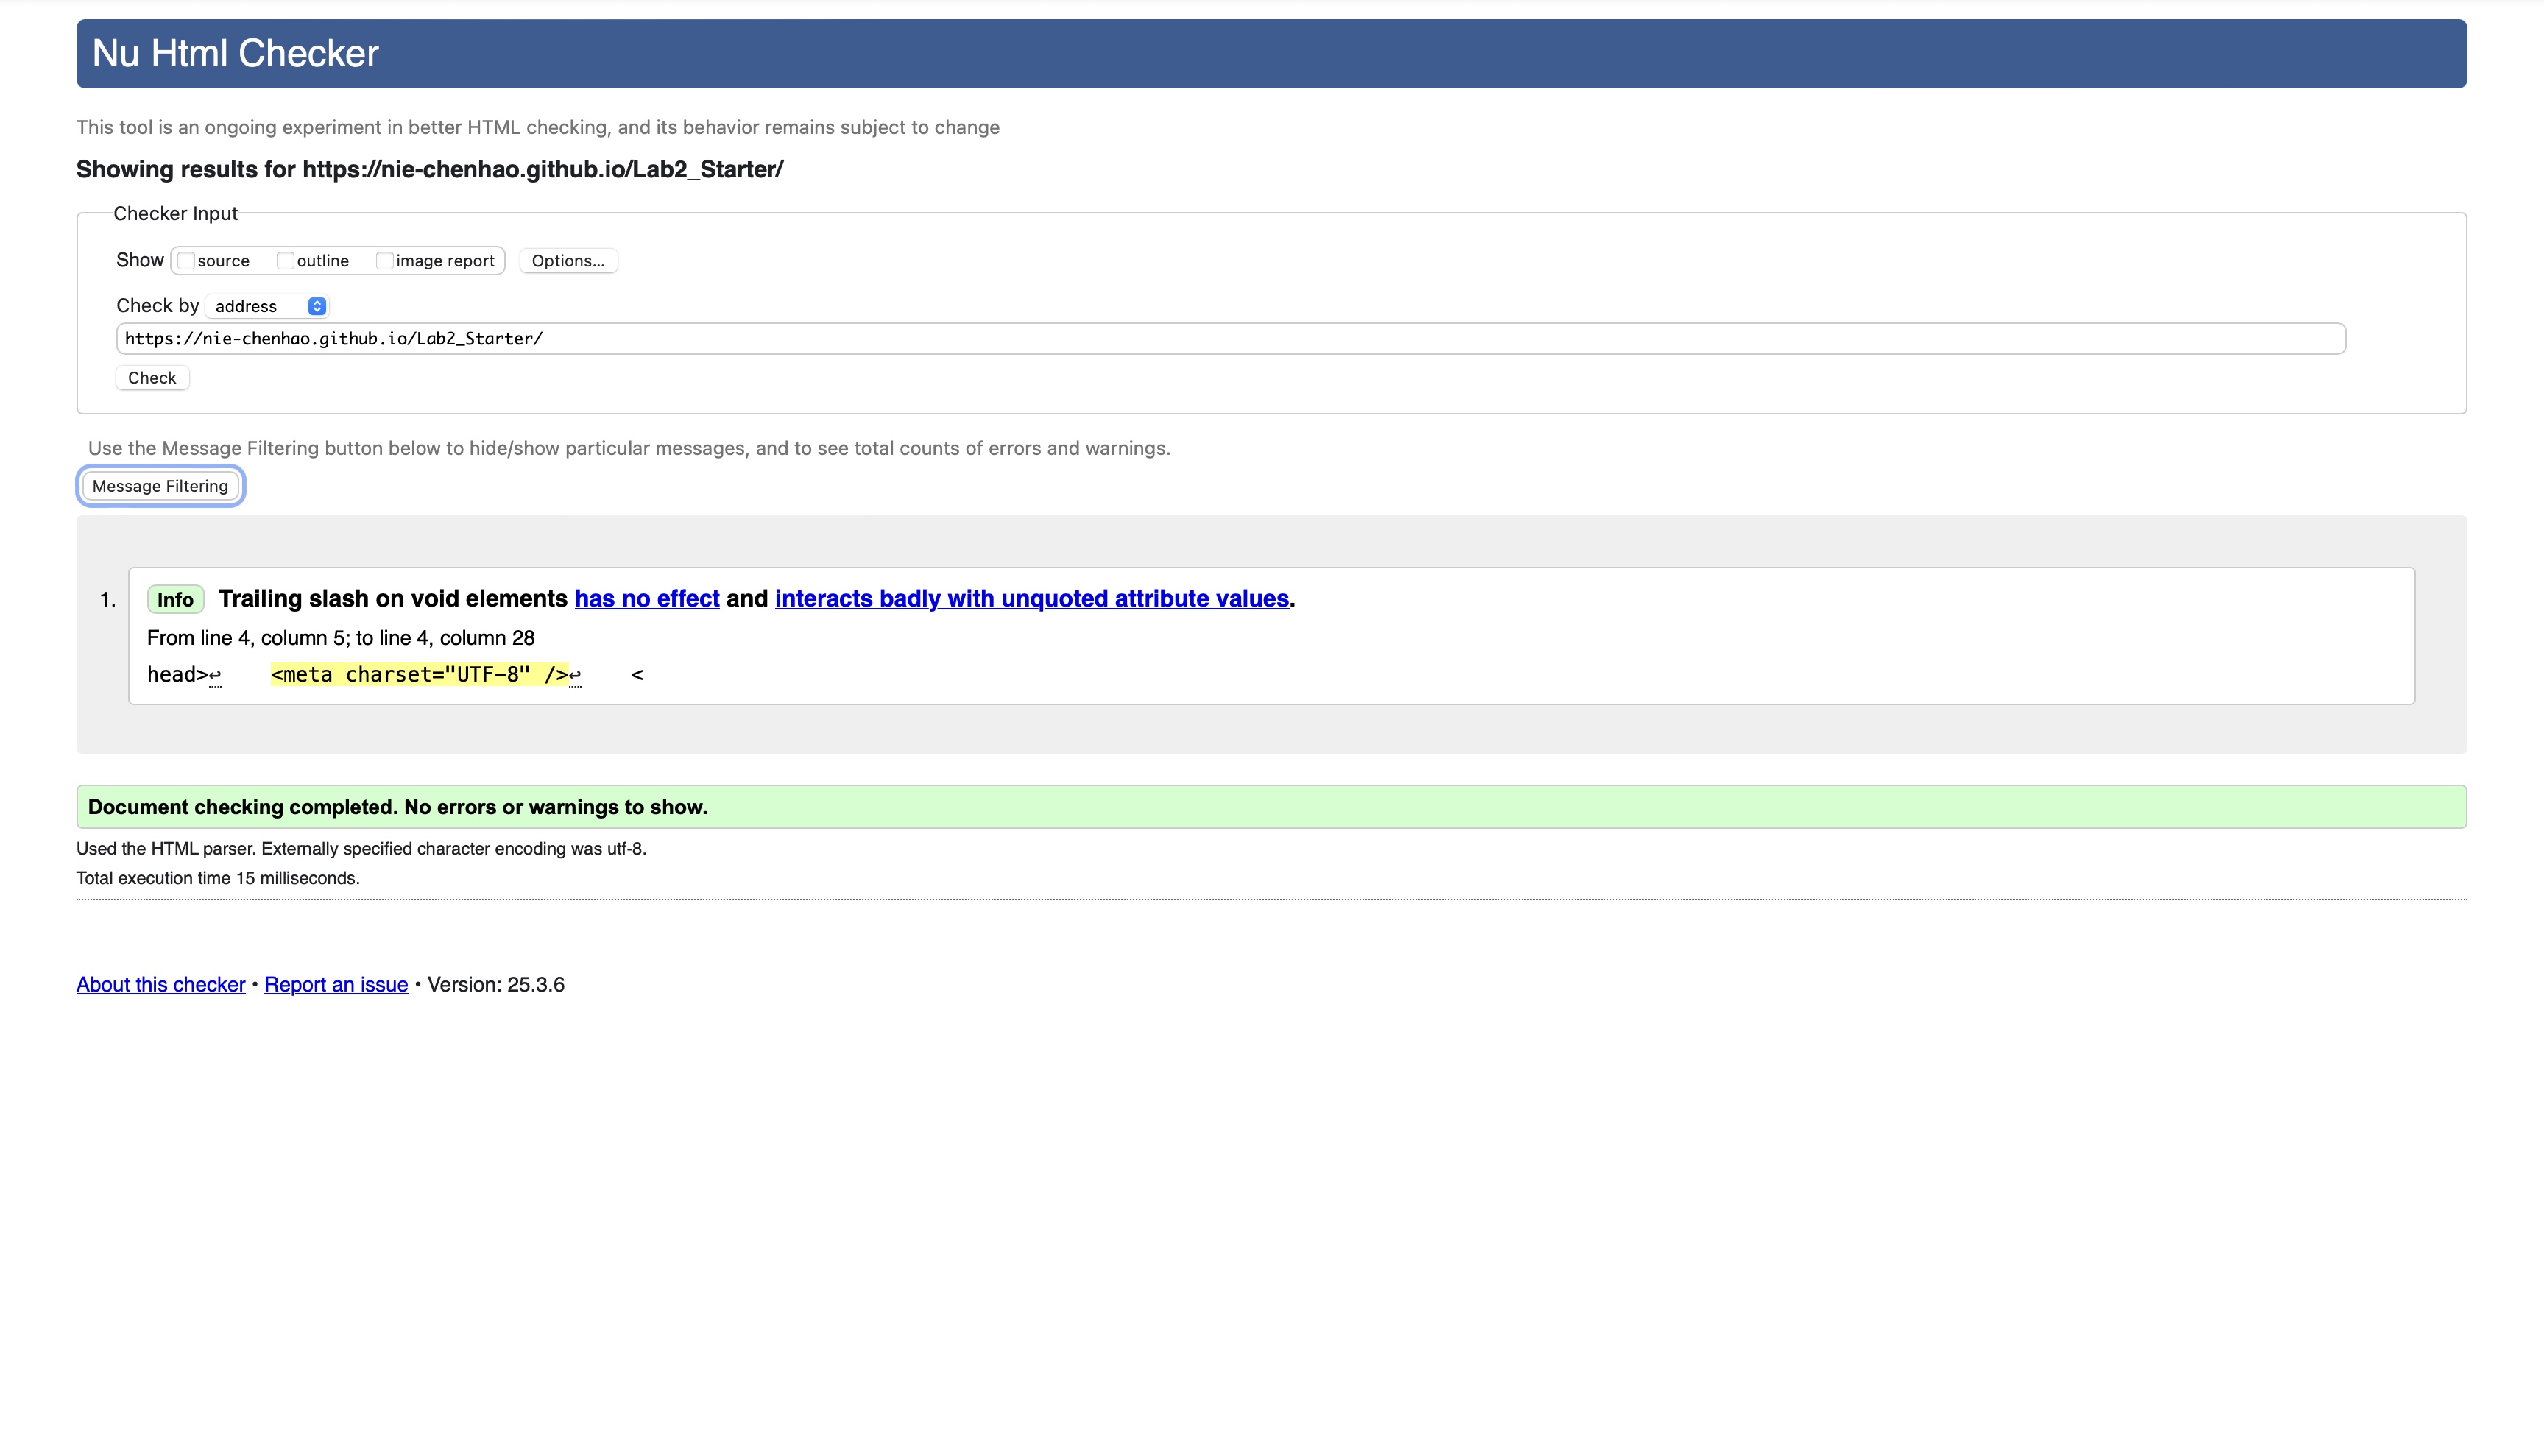 Nu Html Checker
This tool is an ongoing experiment in better HTML checking, and its behavior remains subject to change
Showing results for https://nie-chenhao.github.io/Lab2_Starter/
Checker Input
Show source outline image report Options...
Check by address
https://nie-chenhao.github.io/Lab2_Starter/
Check
Use the Message Filtering button below to hide/show particular messages, and to see total counts of errors and warnings.
Message Filtering
1. Info Trailing slash on void elements has no effect and interacts badly with unquoted attribute values.
From line 4, column 5; to line 4, column 28
head>↩ <meta charset="UTF-8" />↩ <
Document checking completed. No errors or warnings to show.
Used the HTML parser. Externally specified character encoding was utf-8.
Total execution time 15 milliseconds.
About this checker • Report an issue • Version: 25.3.6